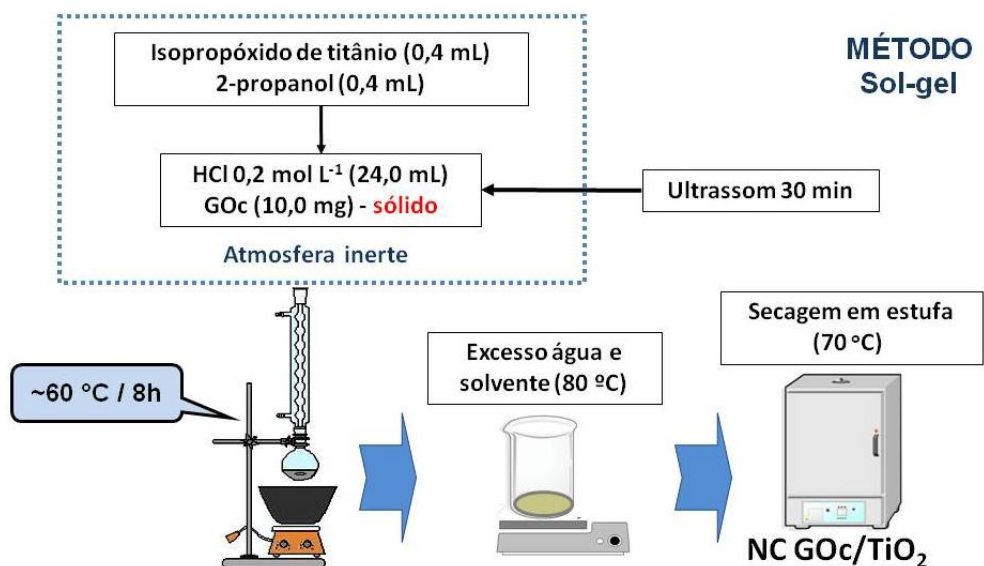 MÉTODO
Sol-gel
Isopropóxido de titânio (0,4 mL)
2-propanol (0,4 mL)
HCl 0,2 mol L⁻¹ (24,0 mL)
GOc (10,0 mg) - sólido
Ultrassom 30 min
Atmosfera inerte
~60 °C / 8h
Excesso água e
solvente (80 ºC)
Secagem em estufa
(70 °C)
NC GOc/TiO₂